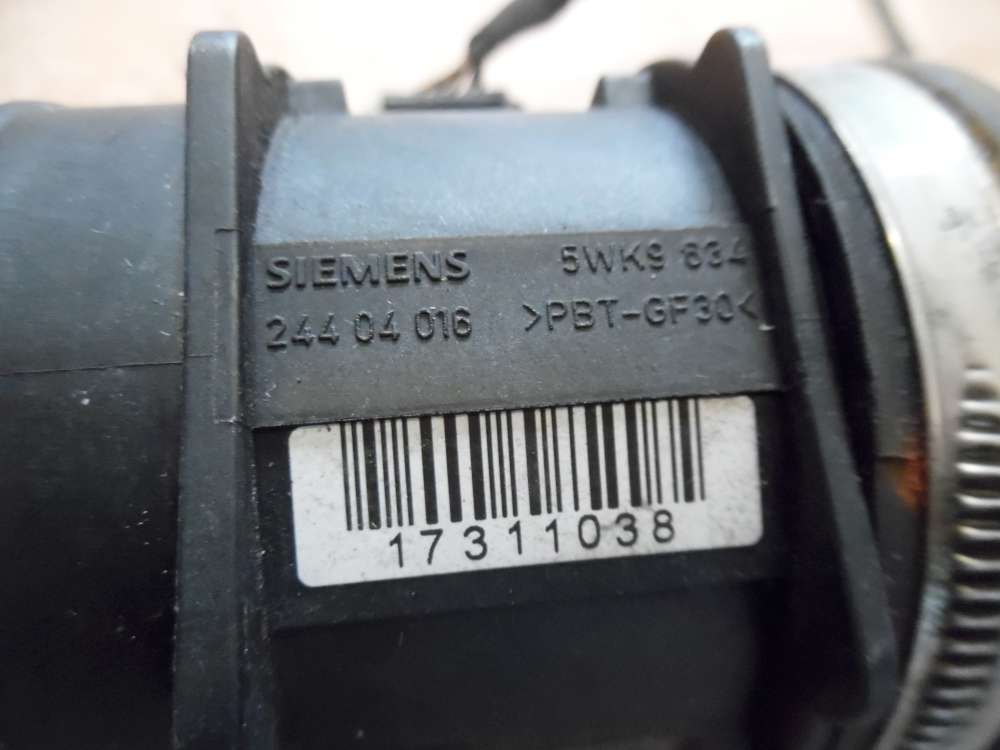 SIEMENS 5WK9 634
244 04 016 >PBT-GF30<
17311038